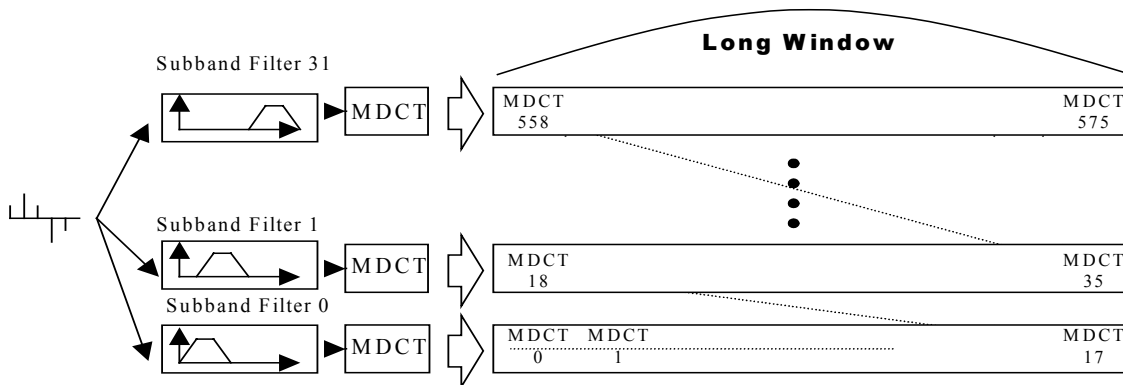 Long Window
Subband Filter 31
MDCT
MDCT 558
MDCT 575
Subband Filter 1
MDCT
MDCT 18
MDCT 35
Subband Filter 0
MDCT
MDCT 0
MDCT 1
MDCT 17